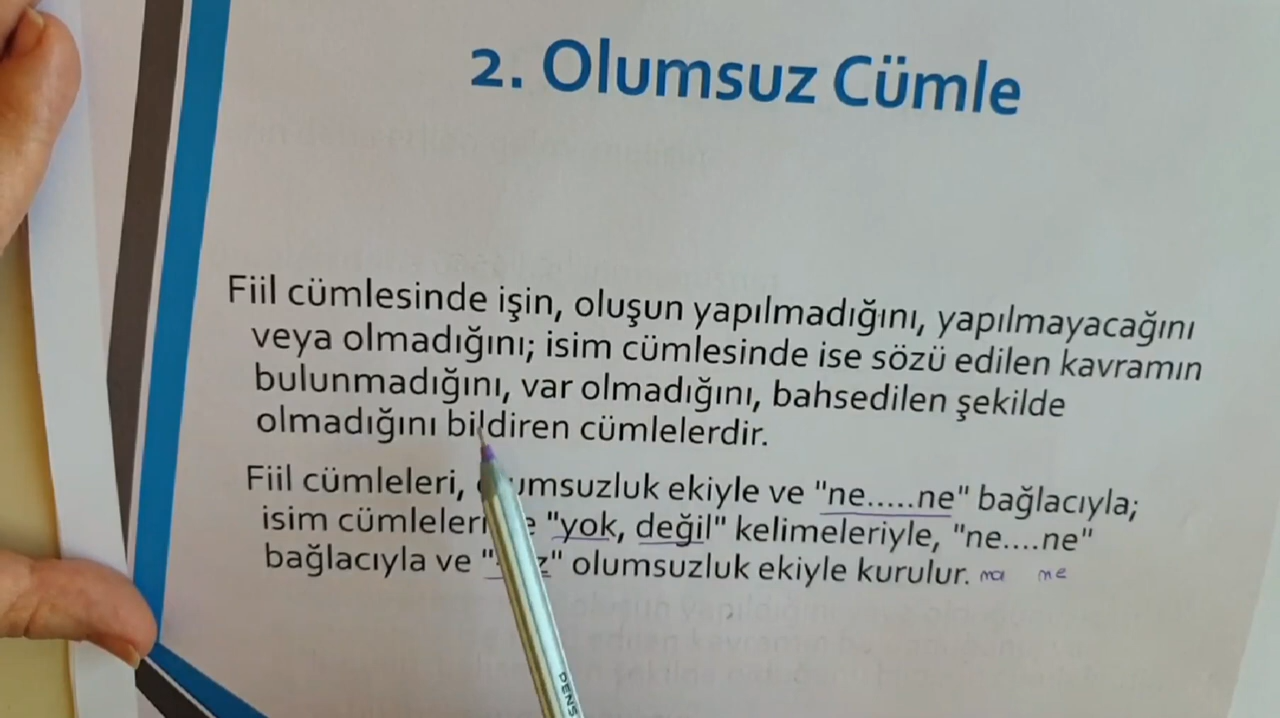 2. Olumsuz Cümle
Fiil cümlesinde işin, oluşun yapılmadığını, yapılmayacağını
veya olmadığını; isim cümlesinde ise sözü edilen kavramın
bulunmadığını, var olmadığını, bahsedilen şekilde
olmadığını bildiren cümlelerdir.
Fiil cümleleri, ekiyle ve "ne.....ne" bağlacıyla;
isim "yok, değil" kelimeleriyle, "ne....ne"
bağlacıyla ve olumsuzluk ekiyle kurulur. ma me
DENS